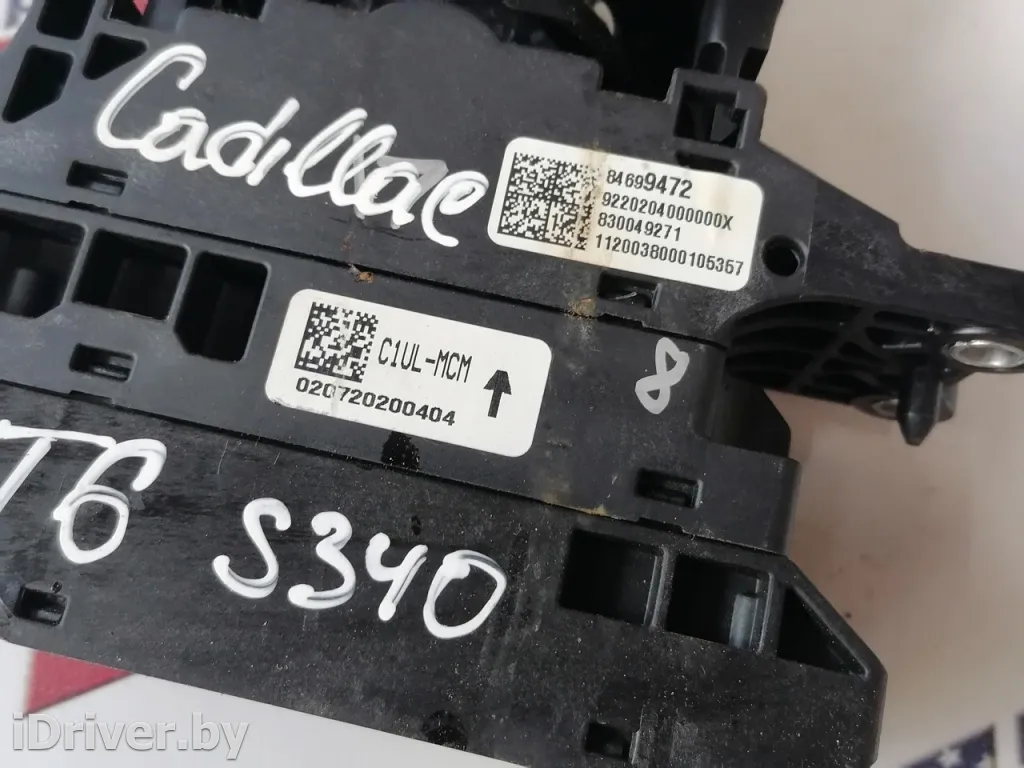 Cadillac
84699472
9220204000000X
830049271
1120038000105357
C1UL-MCM
020720200404
8
T6 S340
iDriver.by